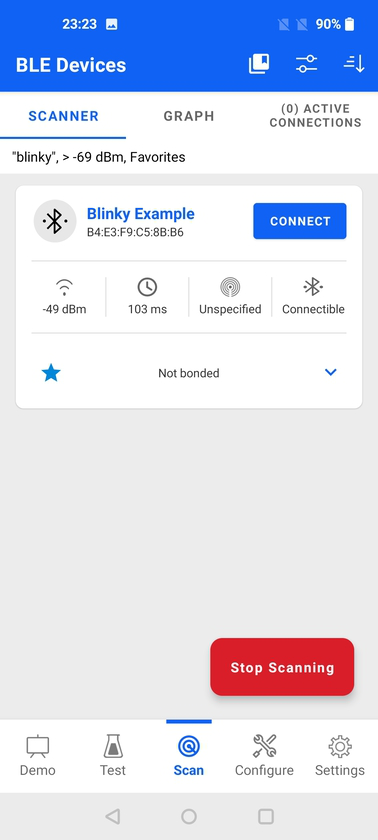 23:23
90%
BLE Devices
SCANNER
GRAPH
(0) ACTIVE
CONNECTIONS
"blinky", > -69 dBm, Favorites
Blinky Example
B4:E3:F9:C5:8B:B6
CONNECT
-49 dBm
103 ms
Unspecified
Connectible
Not bonded
Stop Scanning
Demo
Test
Scan
Configure
Settings